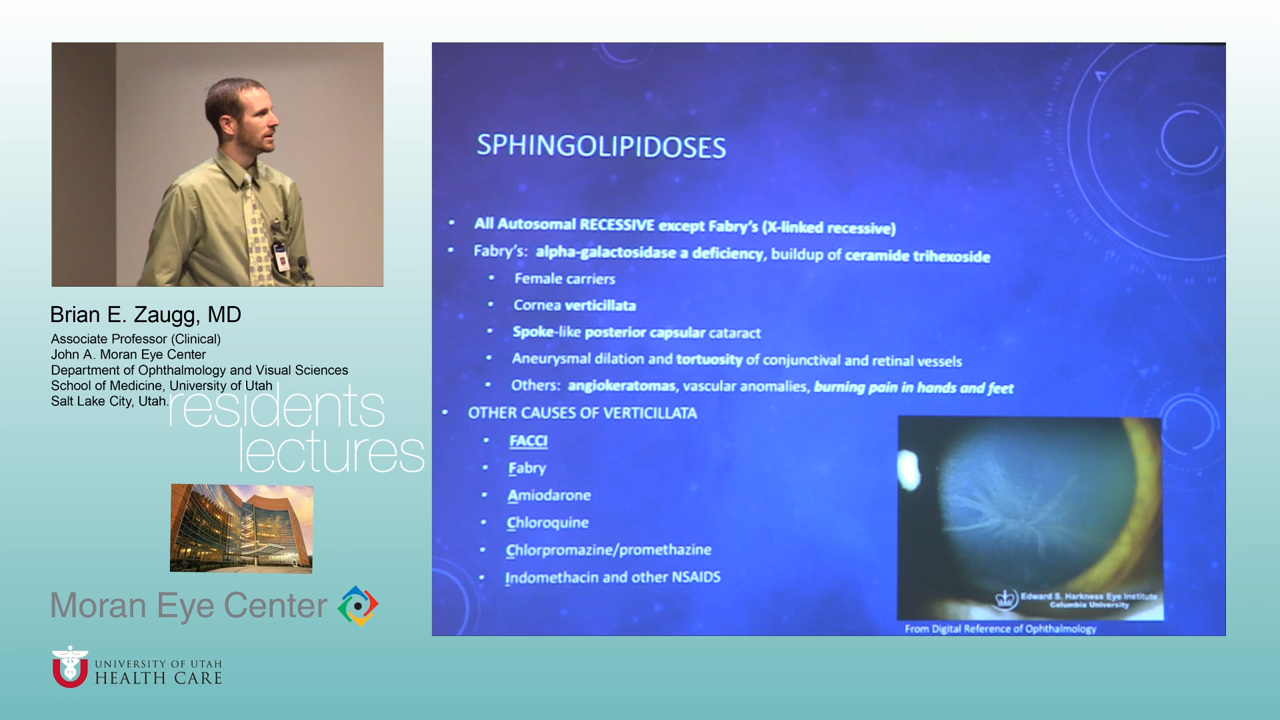 Brian E. Zaugg, MD
Associate Professor (Clinical)
John A. Moran Eye Center
Department of Ophthalmology and Visual Sciences
School of Medicine, University of Utah
Salt Lake City, Utah.
residents
lectures
Moran Eye Center
UNIVERSITY OF UTAH
HEALTH CARE
SPHINGOLIPIDOSES
• All Autosomal RECESSIVE except Fabry's (X-linked recessive)
• Fabry's: alpha-galactosidase a deficiency, buildup of ceramide trihexoside
• Female carriers
• Cornea verticillata
• Spoke-like posterior capsular cataract
• Aneurysmal dilation and tortuosity of conjunctival and retinal vessels
• Others: angiokeratomas, vascular anomalies, burning pain in hands and feet
• OTHER CAUSES OF VERTICILLATA
• FACCI
• Fabry
• Amiodarone
• Chloroquine
• Chlorpromazine/promethazine
• Indomethacin and other NSAIDS
Edward S. Harkness Eye Institute
Columbia University
From Digital Reference of Ophthalmology